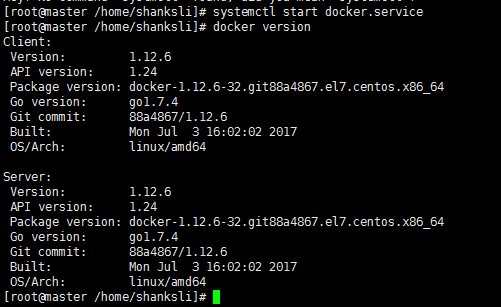 [root@master /home/shanksli]# systemctl start docker.service
[root@master /home/shanksli]# docker version
Client:
 Version:         1.12.6
 API version:     1.24
 Package version: docker-1.12.6-32.git88a4867.el7.centos.x86_64
 Go version:      go1.7.4
 Git commit:      88a4867/1.12.6
 Built:           Mon Jul  3 16:02:02 2017
 OS/Arch:         linux/amd64

Server:
 Version:         1.12.6
 API version:     1.24
 Package version: docker-1.12.6-32.git88a4867.el7.centos.x86_64
 Go version:      go1.7.4
 Git commit:      88a4867/1.12.6
 Built:           Mon Jul  3 16:02:02 2017
 OS/Arch:         linux/amd64
[root@master /home/shanksli]#